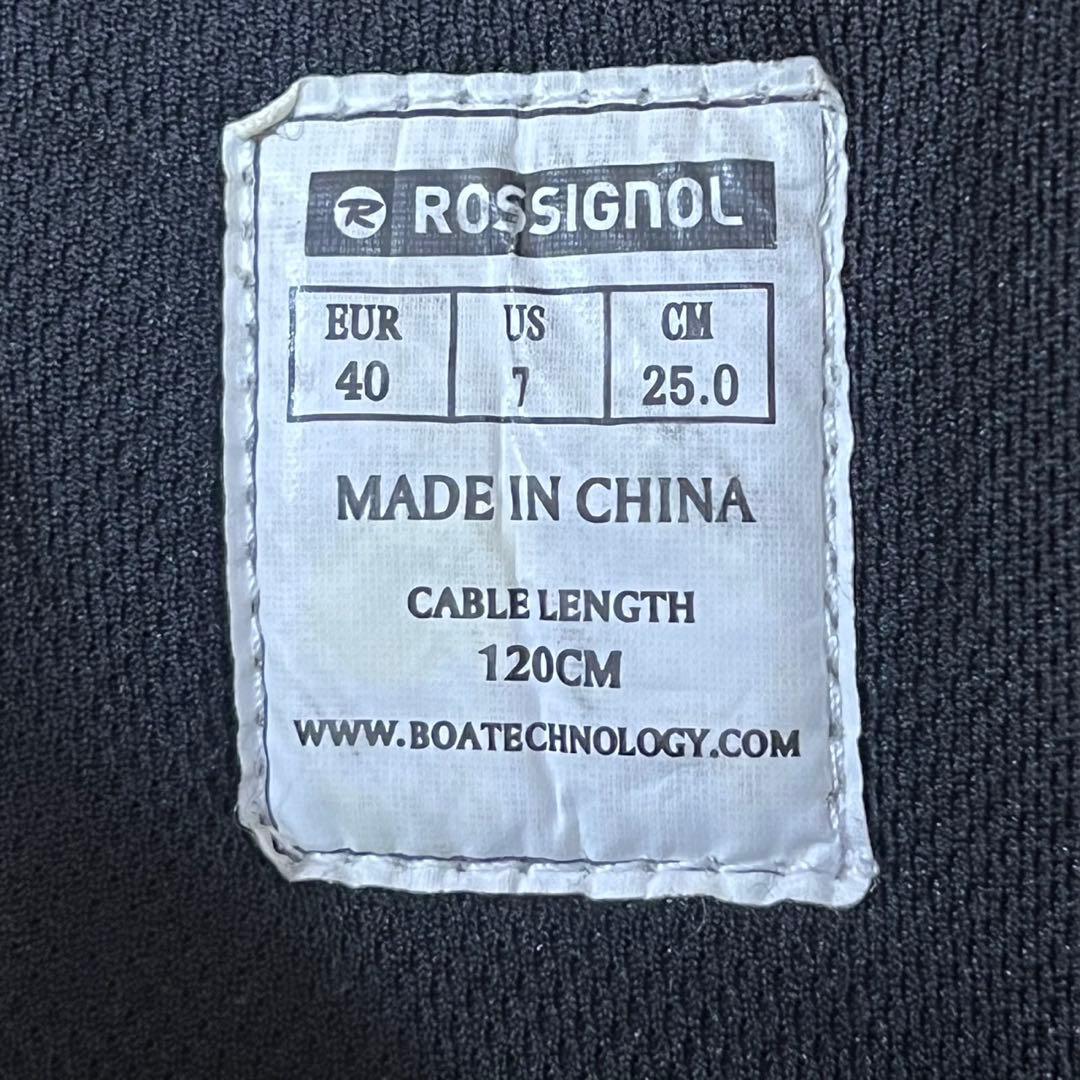 R ROSSIGNOL
EUR US CM
40 7 25.0
MADE IN CHINA
CABLE LENGTH
120CM
WWW.BOATECHNOLOGY.COM